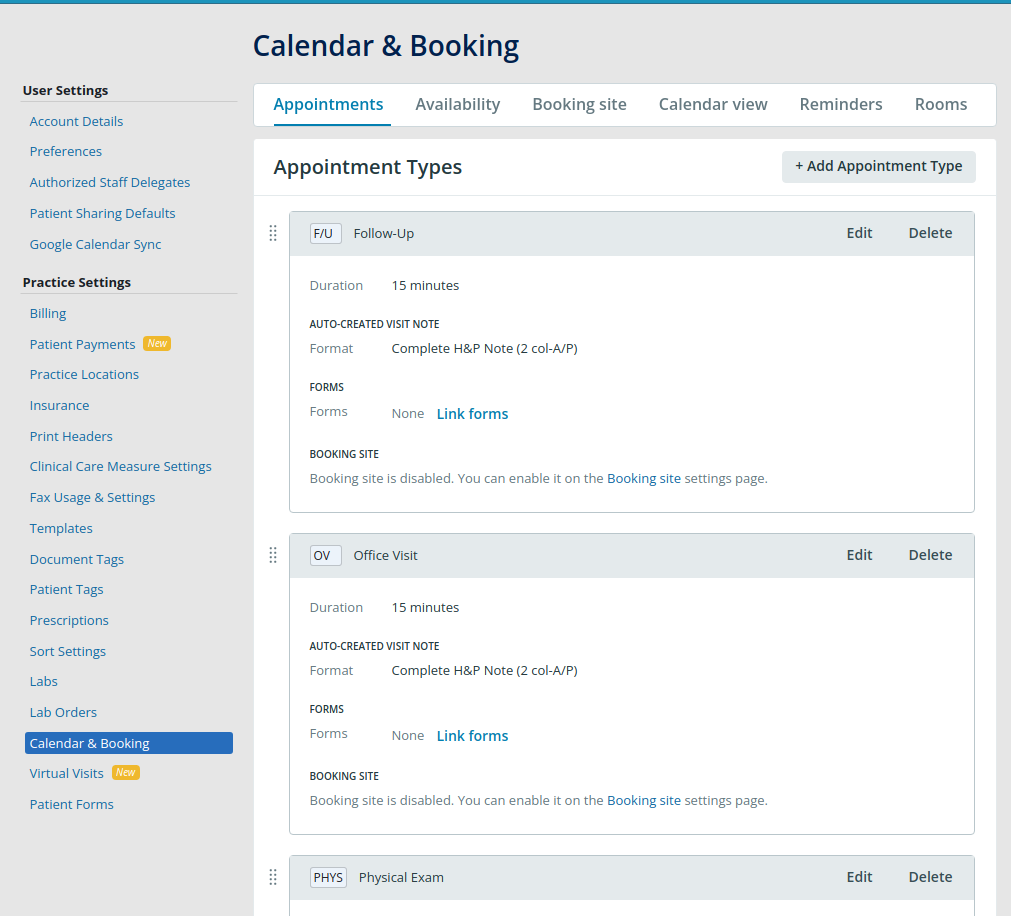 Calendar & Booking
User Settings
Account Details
Preferences
Authorized Staff Delegates
Patient Sharing Defaults
Google Calendar Sync
Practice Settings
Billing
Patient Payments New
Practice Locations
Insurance
Print Headers
Clinical Care Measure Settings
Fax Usage & Settings
Templates
Document Tags
Patient Tags
Prescriptions
Sort Settings
Labs
Lab Orders
Calendar & Booking
Virtual Visits New
Patient Forms
Appointments Availability Booking site Calendar view Reminders Rooms
Appointment Types + Add Appointment Type
F/U Follow-Up Edit Delete
Duration 15 minutes
AUTO-CREATED VISIT NOTE
Format Complete H&P Note (2 col-A/P)
FORMS
Forms None Link forms
BOOKING SITE
Booking site is disabled. You can enable it on the Booking site settings page.
OV Office Visit Edit Delete
Duration 15 minutes
AUTO-CREATED VISIT NOTE
Format Complete H&P Note (2 col-A/P)
FORMS
Forms None Link forms
BOOKING SITE
Booking site is disabled. You can enable it on the Booking site settings page.
PHYS Physical Exam Edit Delete